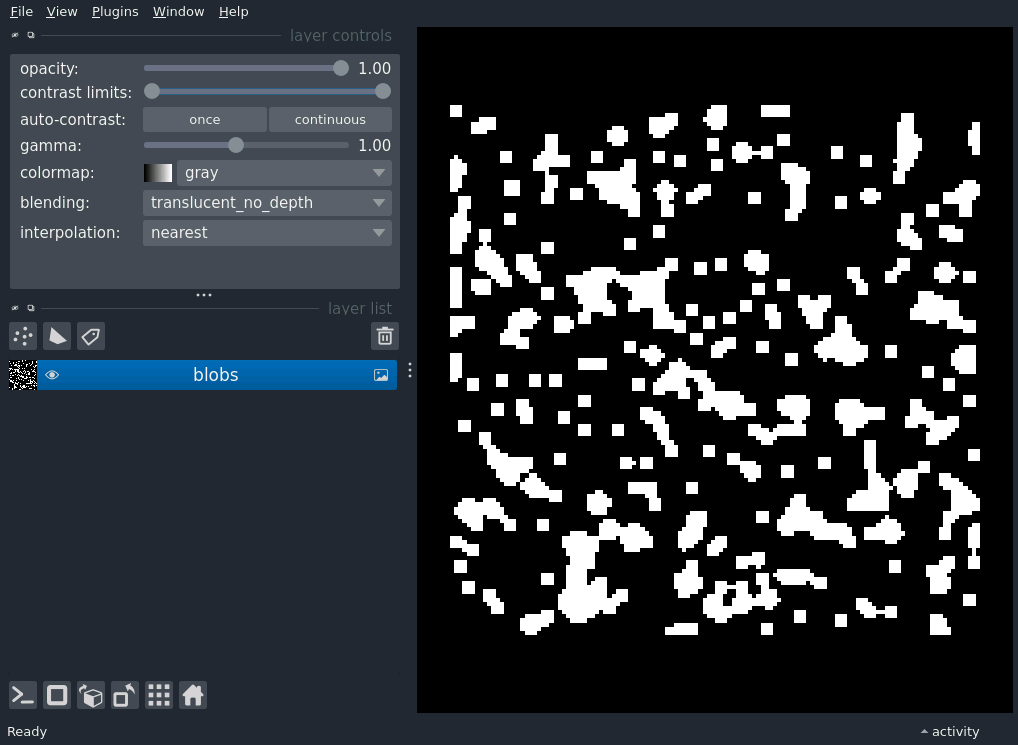 File View Plugins Window Help
layer controls
opacity: 1.00
contrast limits:
auto-contrast: once continuous
gamma: 1.00
colormap: gray
blending: translucent_no_depth
interpolation: nearest
layer list
blobs
Ready activity